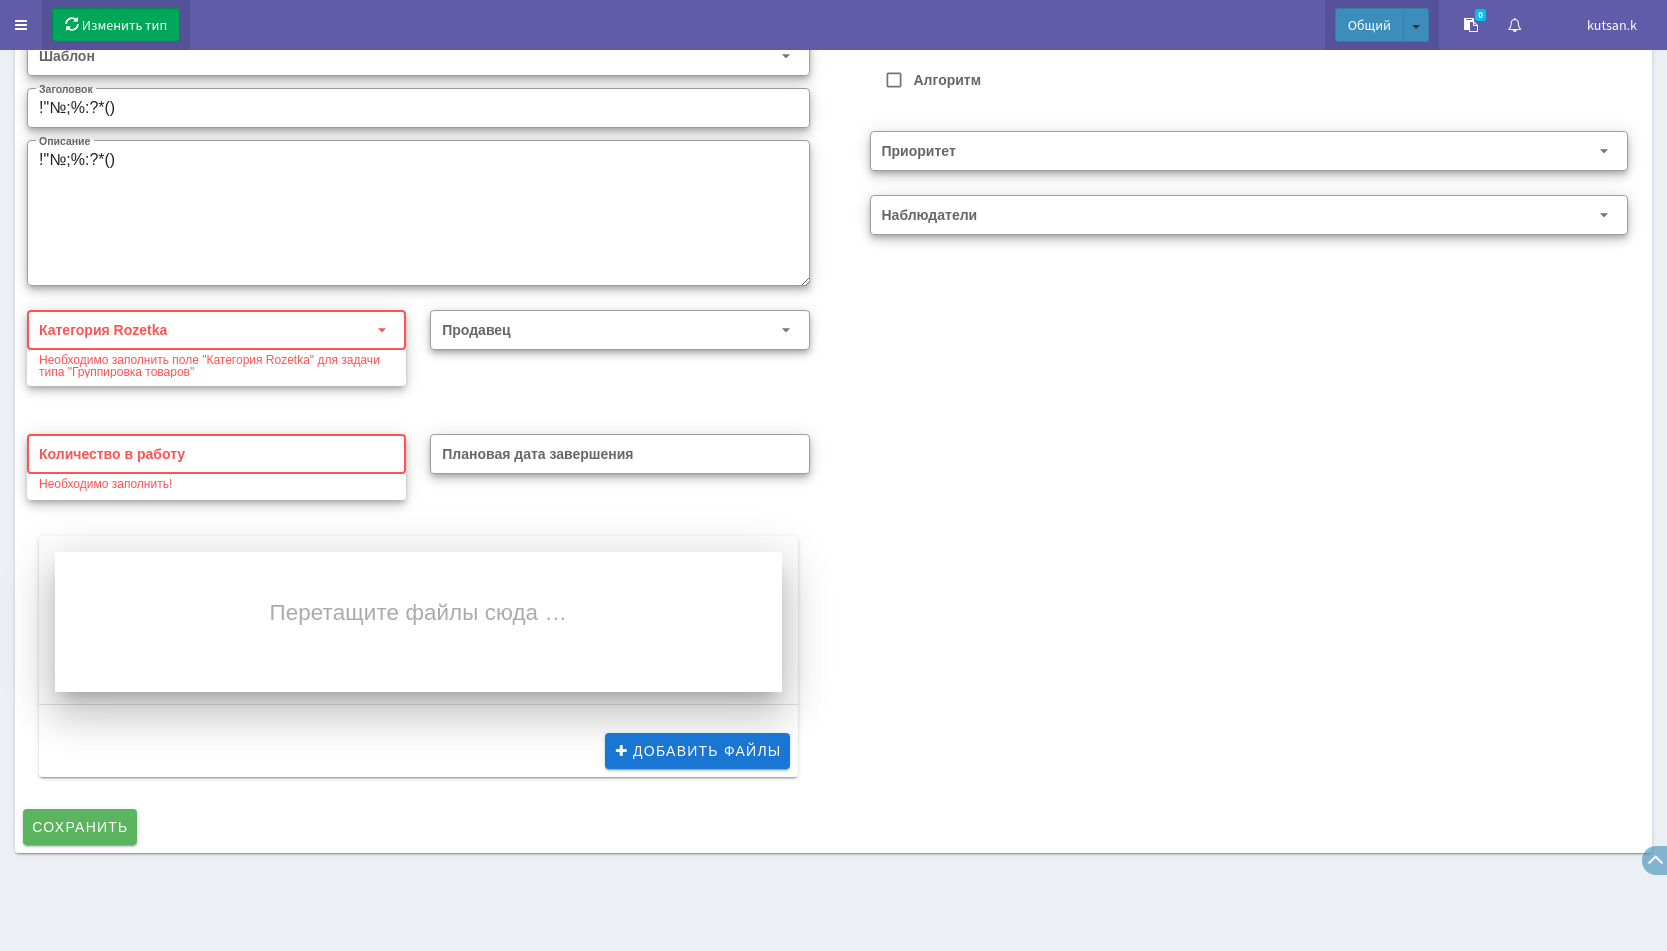 Изменить тип
Общий
0
kutsan.k
Шаблон
Алгоритм
Заголовок
!"№;%:?*()
Приоритет
Описание
!"№;%:?*()
Наблюдатели
Категория Rozetka
Продавец
Необходимо заполнить поле "Категория Rozetka" для задачи
типа "Группировка товаров"
Количество в работу
Плановая дата завершения
Необходимо заполнить!
Перетащите файлы сюда …
ДОБАВИТЬ ФАЙЛЫ
СОХРАНИТЬ